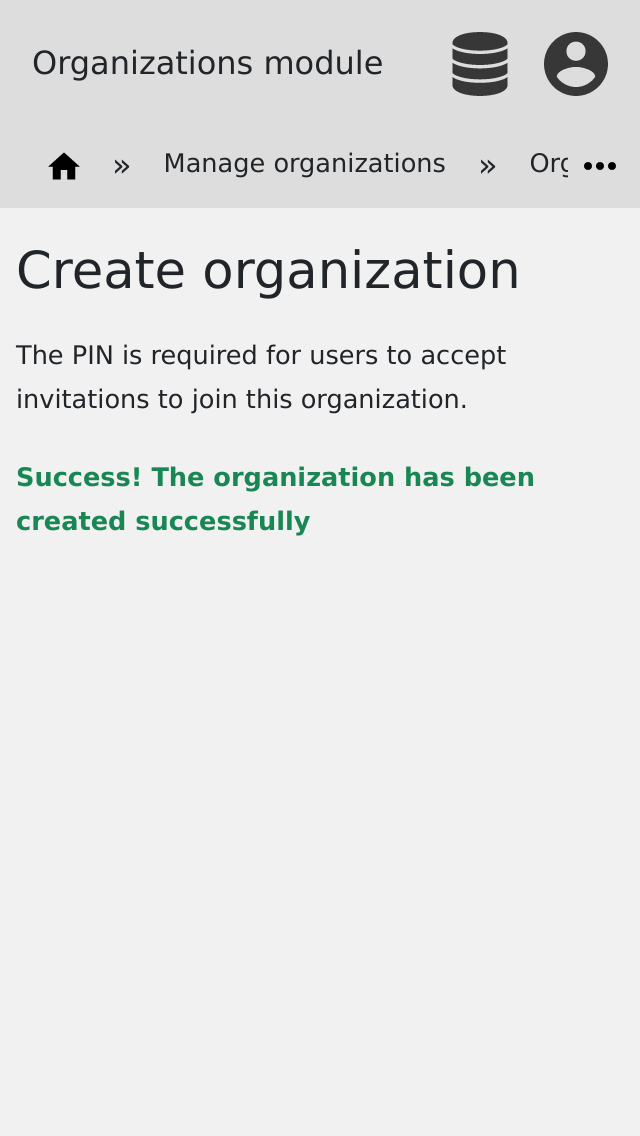 Organizations module
» Manage organizations » Org
Create organization
The PIN is required for users to accept
invitations to join this organization.
Success! The organization has been
created successfully